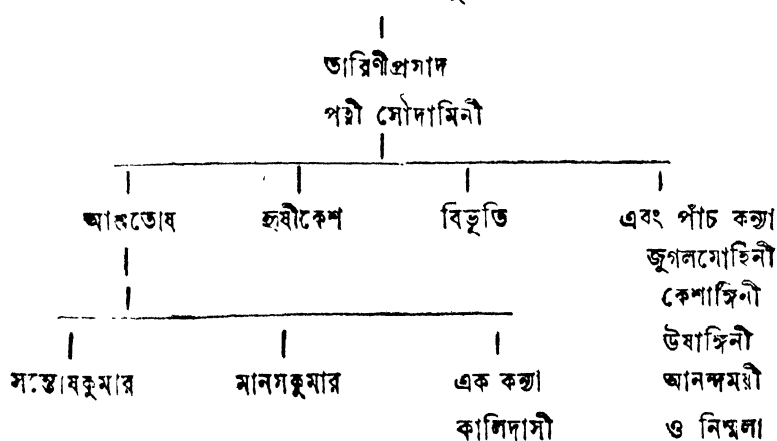 তারিণীপ্রসাদ
পত্নী সৌদামিনী
আশুতোষ হৃষীকেশ বিভূতি এবং পাঁচ কন্যা
জুগলমোহিনী
কেশাঙ্গিনী
উষাঙ্গিনী
সন্তোষকুমার মানসকুমার এক কন্যা আনন্দময়ী
কালিদাসী ও নির্ম্মলা